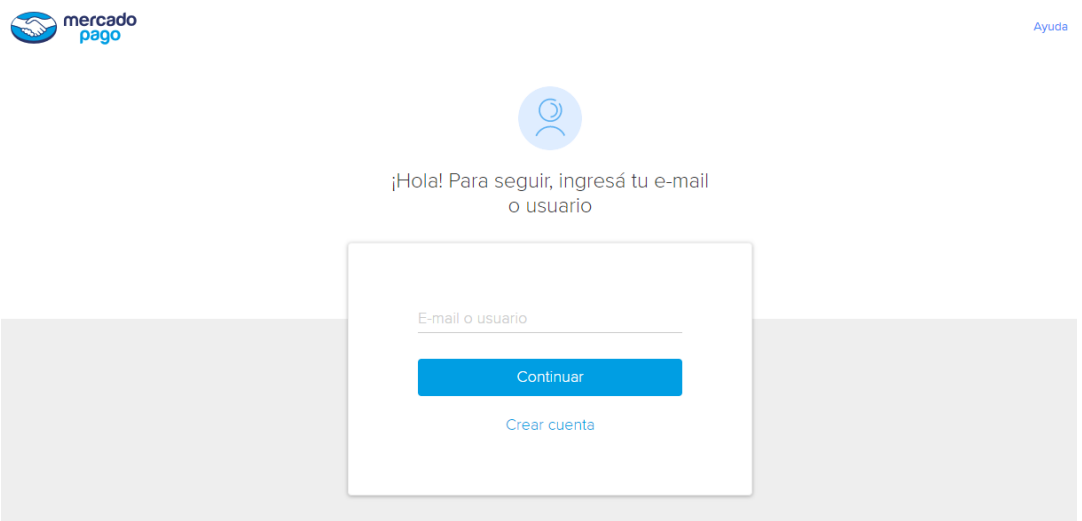 mercado
pago
Ayuda
¡Hola! Para seguir, ingresá tu e-mail
o usuario
E-mail o usuario
Continuar
Crear cuenta